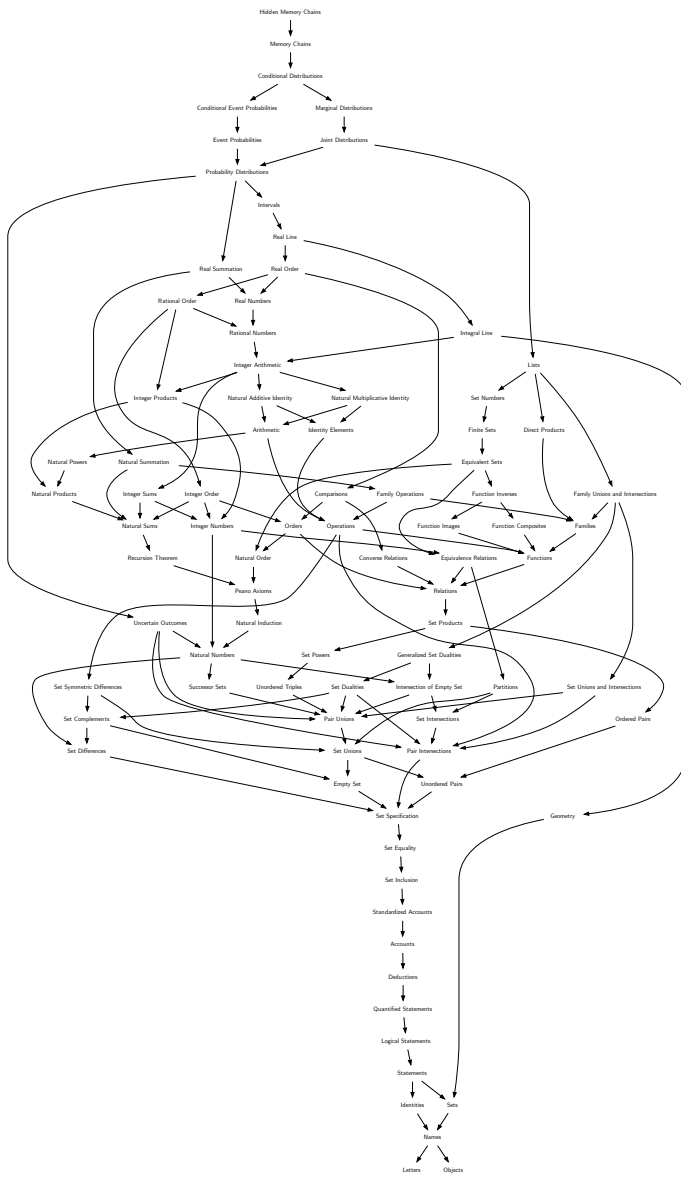 Hidden Memory Chains
Memory Chains
Conditional Distributions
Conditional Event Probabilities
Marginal Distributions
Event Probabilities
Joint Distributions
Probability Distributions
Intervals
Real Line
Real Summation
Real Order
Rational Order
Real Numbers
Rational Numbers
Integral Line
Integer Arithmetic
Lists
Integer Products
Natural Additive Identity
Natural Multiplicative Identity
Set Numbers
Arithmetic
Identity Elements
Finite Sets
Direct Products
Natural Powers
Natural Summation
Equivalent Sets
Natural Products
Integer Sums
Integer Order
Comparisons
Family Operations
Function Inverses
Family Unions and Intersections
Natural Sums
Integer Numbers
Orders
Operations
Function Images
Function Composites
Families
Recursion Theorem
Natural Order
Converse Relations
Equivalence Relations
Functions
Peano Axioms
Relations
Uncertain Outcomes
Natural Induction
Set Products
Natural Numbers
Set Powers
Generalized Set Dualities
Set Symmetric Differences
Successor Sets
Unordered Triples
Set Dualities
Intersection of Empty Set
Partitions
Set Unions and Intersections
Set Complements
Pair Unions
Set Intersections
Ordered Pairs
Set Differences
Set Unions
Pair Intersections
Empty Set
Unordered Pairs
Set Specification
Geometry
Set Equality
Set Inclusion
Standardized Accounts
Accounts
Deductions
Quantified Statements
Logical Statements
Statements
Identities
Sets
Names
Letters
Objects